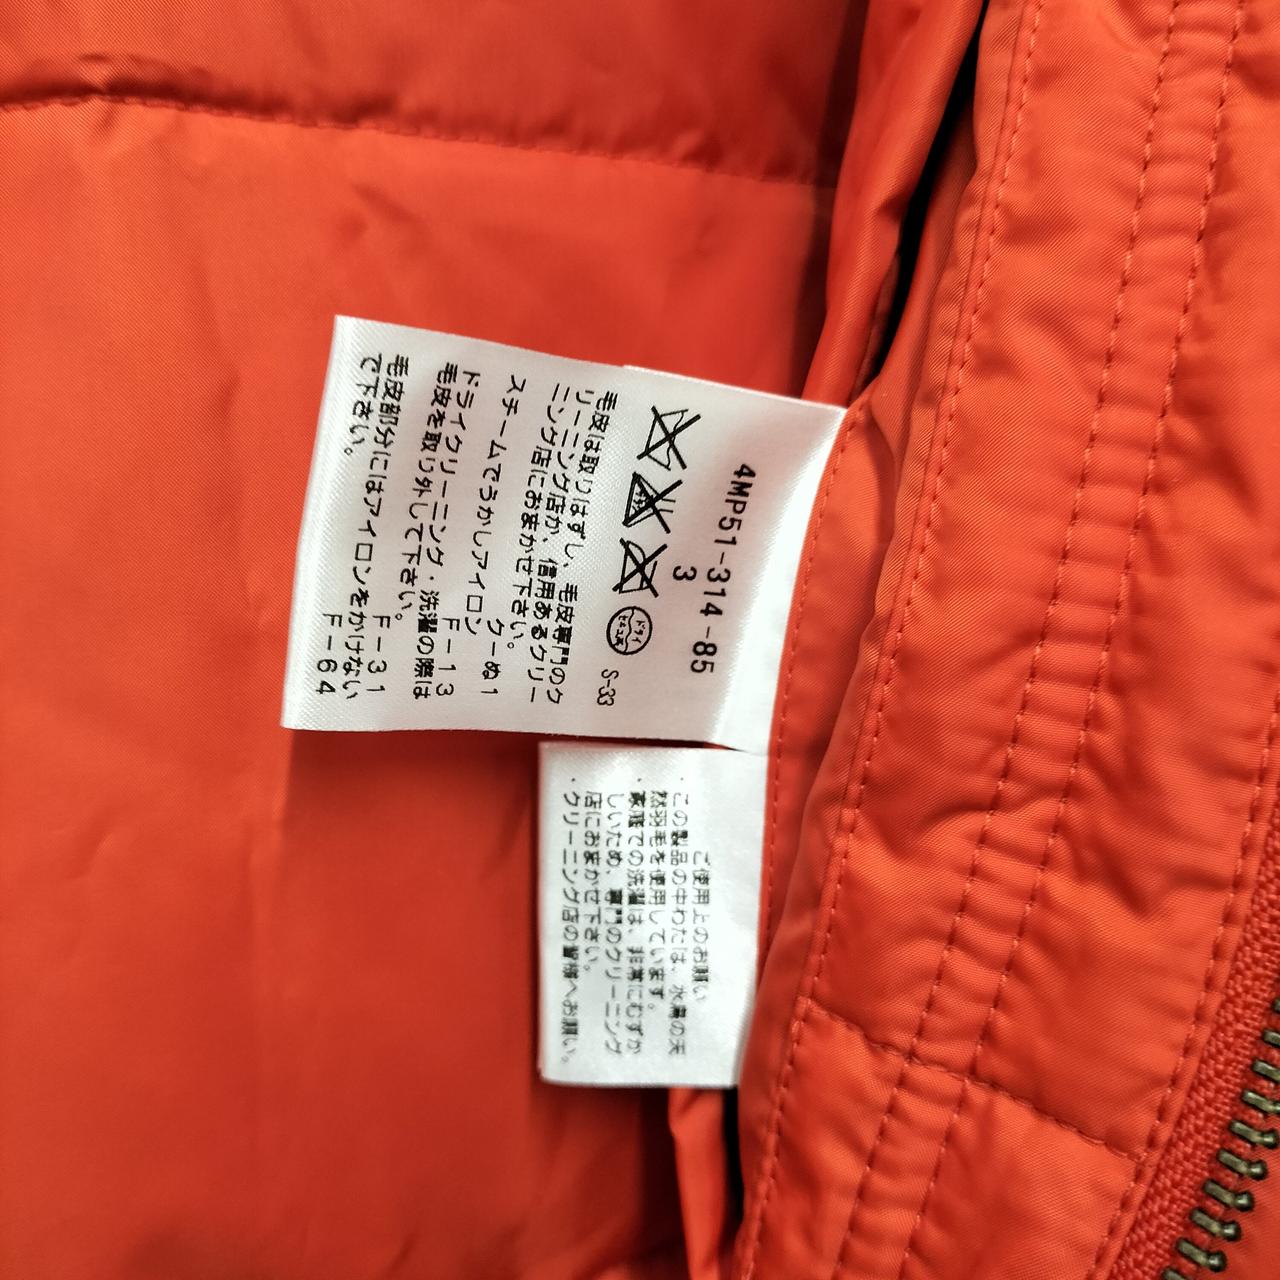 4MP51-314-85
3
ドライ
S-33
毛皮は取りはずし、毛皮専門のク
リーニング店か、信用あるクリー
ニング店におまかせ下さい。
クーぬ1
スチームでうかしアイロン
F-13
ドライクリーニング・洗濯の際は
毛皮を取り外して下さい。
F-31
毛皮部分にはアイロンをかけない
で下さい。
F-64
ご使用上のお願い
・この製品の中わたは、水鳥の天
然羽毛を使用しています。
・家庭での洗濯は、非常にむずか
しいため、専門のクリーニング
店におまかせ下さい。
・クリーニング店の皆様へお願い。